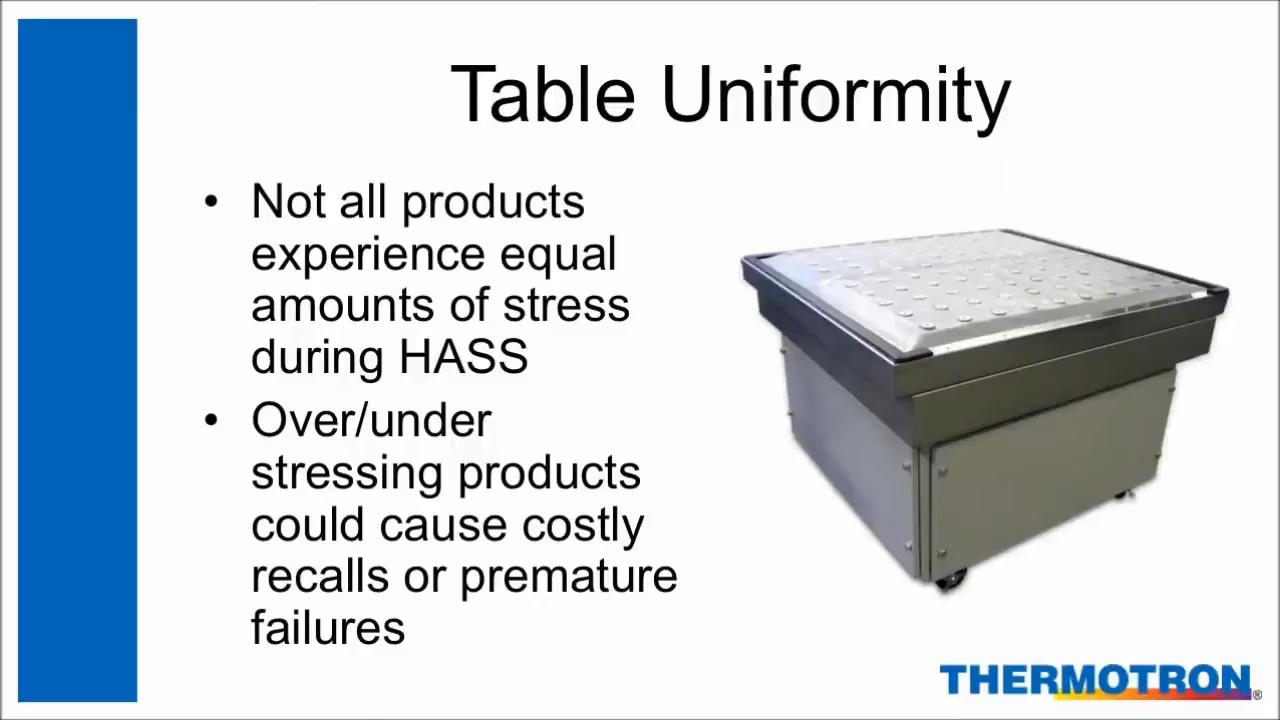 Table Uniformity
• Not all products
experience equal
amounts of stress
during HASS
• Over/under
stressing products
could cause costly
recalls or premature
failures
THERMOTRON®